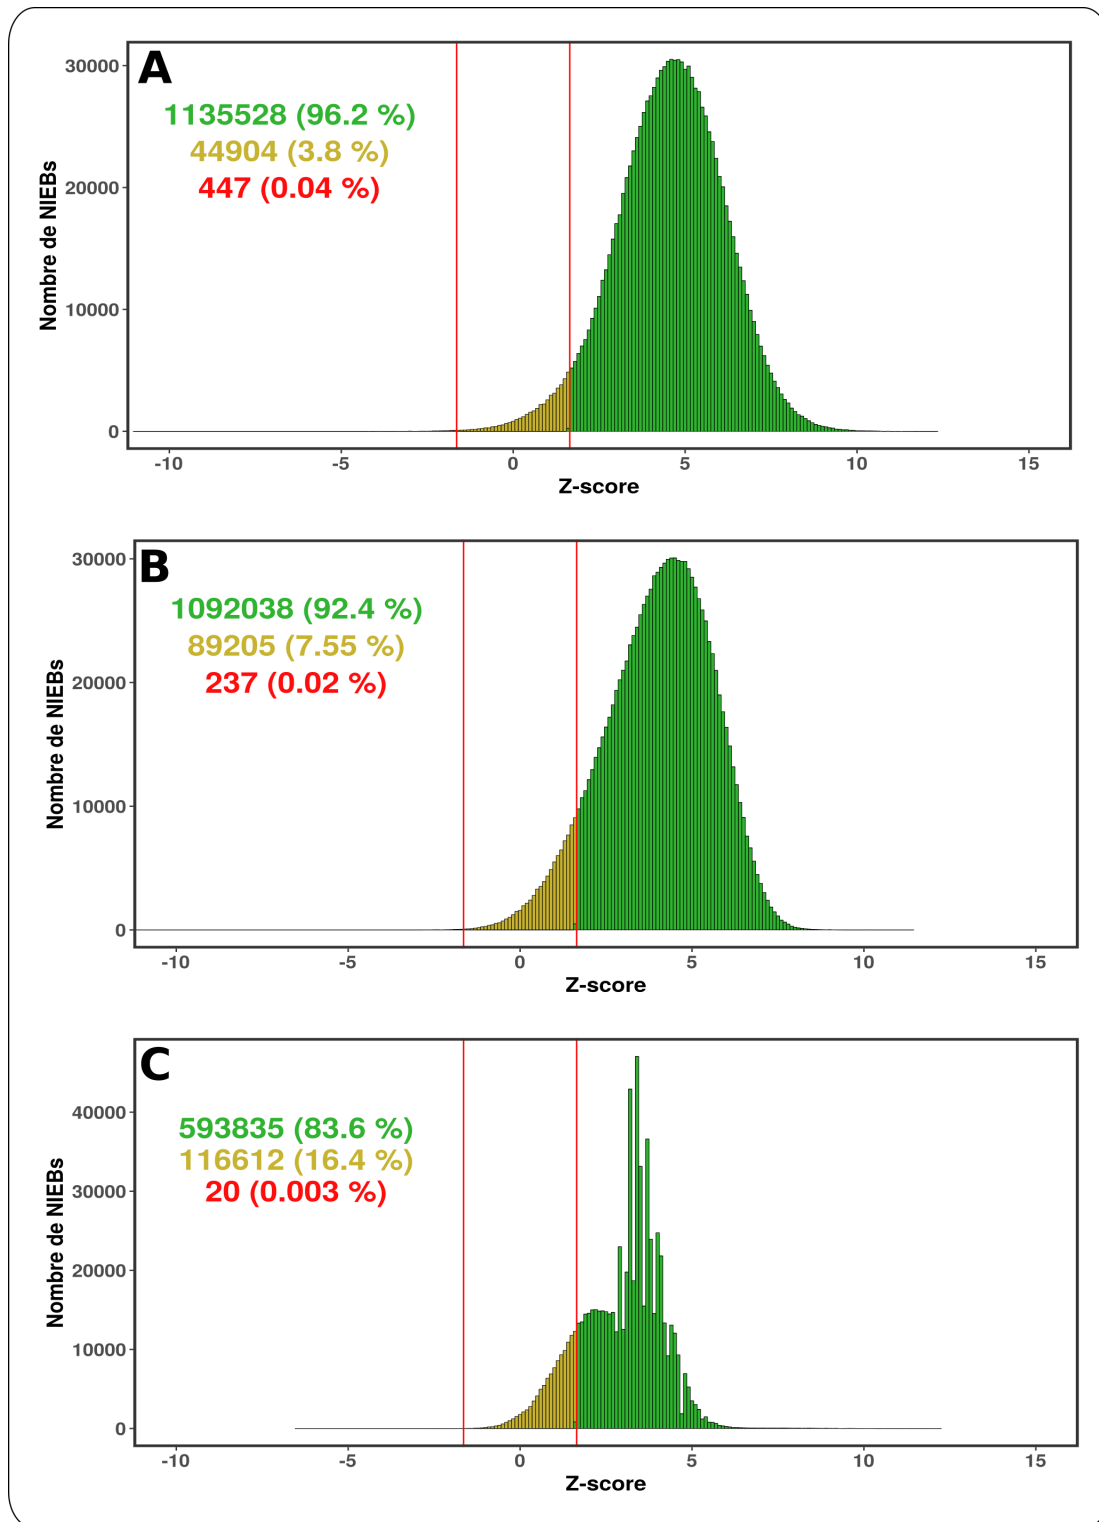 A
1135528 (96.2 %)
44904 (3.8 %)
447 (0.04 %)
Nombre de NIEBs
30000
20000
10000
0
-10 -5 0 5 10 15
Z-score
B
1092038 (92.4 %)
89205 (7.55 %)
237 (0.02 %)
Nombre de NIEBs
30000
20000
10000
0
-10 -5 0 5 10 15
Z-score
C
593835 (83.6 %)
116612 (16.4 %)
20 (0.003 %)
Nombre de NIEBs
40000
30000
20000
10000
0
-10 -5 0 5 10 15
Z-score